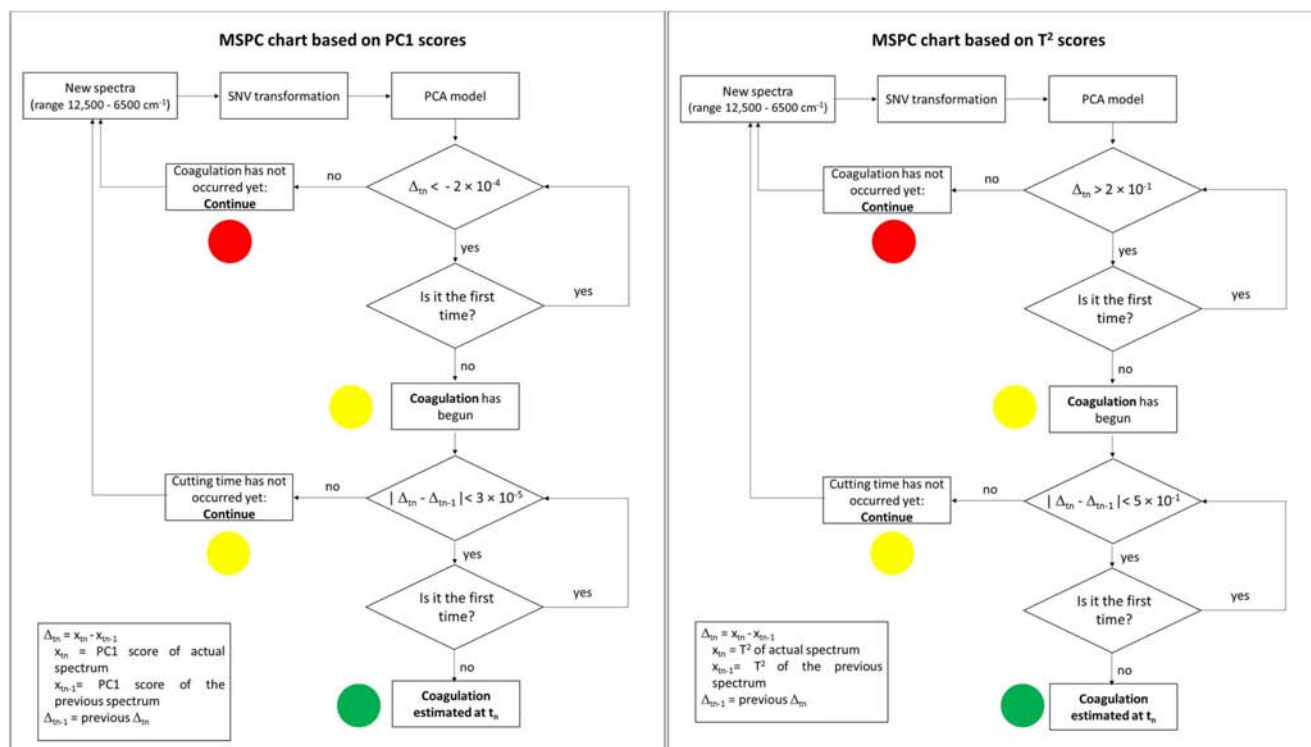 MSPC chart based on PC1 scores
New spectra
(range 12,500 - 6500 cm⁻¹)
SNV transformation
PCA model
Coagulation has not
occurred yet:
Continue
no
Δtn < - 2 × 10⁻⁴
yes
Is it the first
time?
yes
no
Coagulation has
begun
Cutting time has not
occurred yet:
Continue
no
| Δtn - Δtn-1 | < 3 × 10⁻⁵
yes
Is it the first
time?
yes
no
Coagulation
estimated at tn
Δtn = xtn - xtn-1
xtn = PC1 score of actual
spectrum
xtn-1= PC1 score of the
previous spectrum
Δtn-1 = previous Δtn
MSPC chart based on T² scores
New spectra
(range 12,500 - 6500 cm⁻¹)
SNV transformation
PCA model
Coagulation has not
occurred yet:
Continue
no
Δtn > 2 × 10⁻¹
yes
Is it the first
time?
yes
no
Coagulation has
begun
Cutting time has not
occurred yet:
Continue
no
| Δtn - Δtn-1 | < 5 × 10⁻¹
yes
Is it the first
time?
yes
no
Coagulation
estimated at tn
Δtn = xtn - xtn-1
xtn = T² of actual spectrum
xtn-1= T² of the previous
spectrum
Δtn-1 = previous Δtn